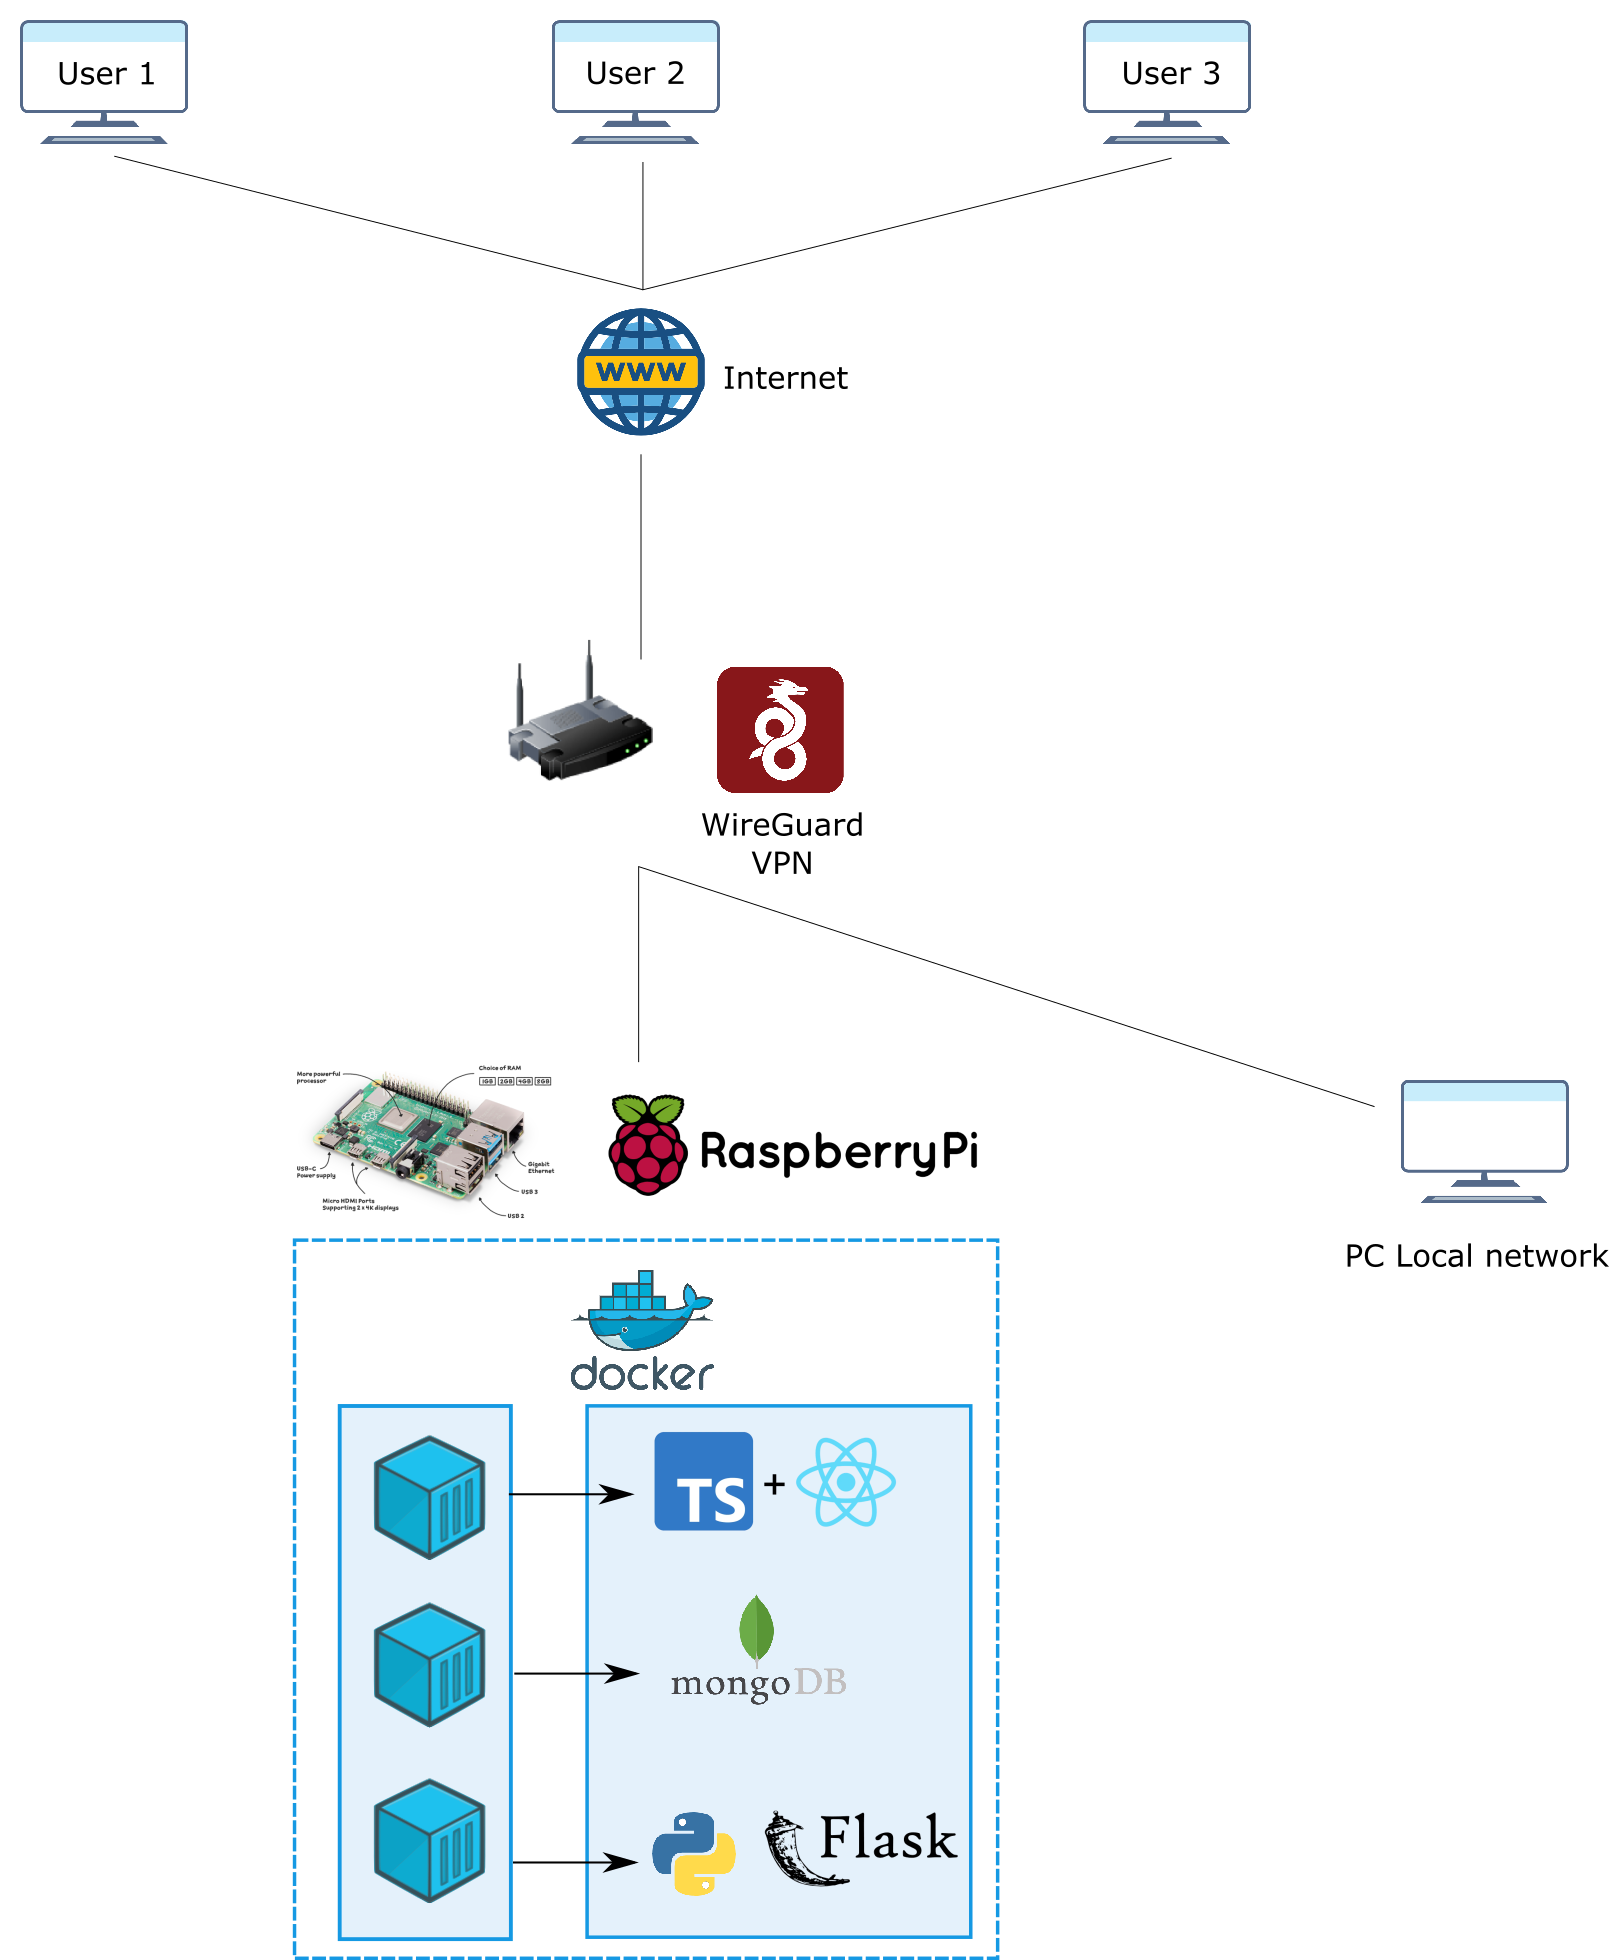 User 1
User 2
User 3
WWW
Internet
WireGuard
VPN
More powerful
processor
Choice of RAM
1GB 2GB 4GB 8GB
USB-C
Power supply
Micro HDMI Ports
Supporting 2 x 4K displays
Gigabit
Ethernet
USB 3
USB 2
RaspberryPi
PC Local network
docker
TS +
mongoDB
Flask